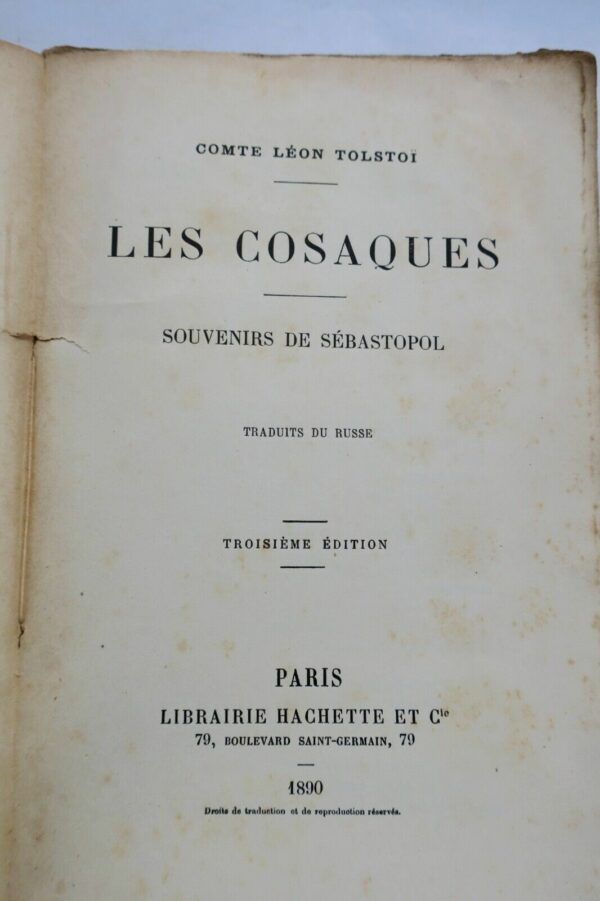 COMTE LÉON TOLSTOÏ
LES COSAQUES
SOUVENIRS DE SÉBASTOPOL
TRADUITS DU RUSSE
TROISIÈME ÉDITION
PARIS
LIBRAIRIE HACHETTE ET Cie
79, BOULEVARD SAINT-GERMAIN, 79
1890
Droits de traduction et de reproduction réservés.